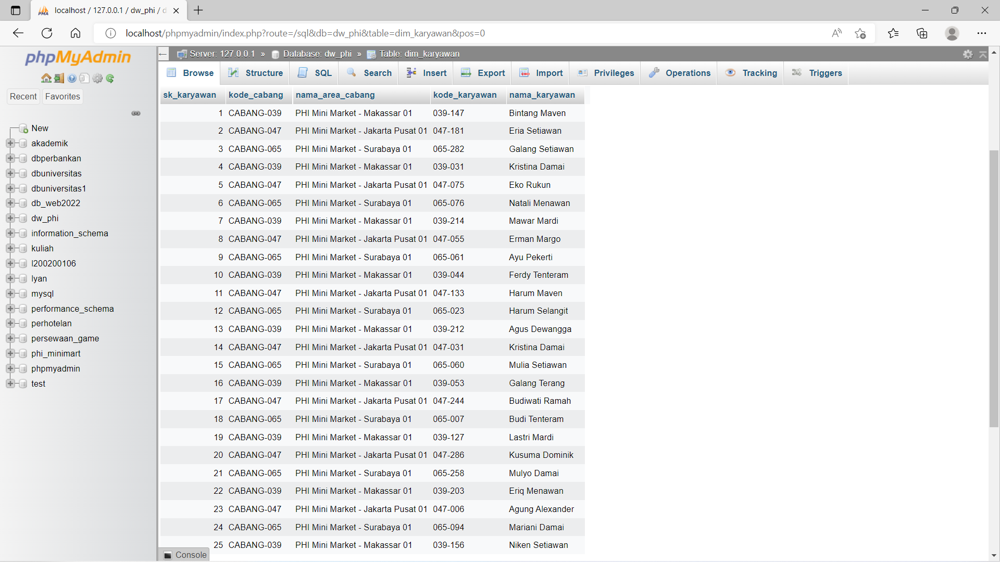 localhost / 127.0.0.1 / dw_phi / d
localhost/phpmyadmin/index.php?route=/sql&db=dw_phi&table=dim_karyawan&pos=0
phpMyAdmin
Recent Favorites
New
akademik
dbperbankan
dbuniversitas
dbuniversitas1
db_web2022
dw_phi
information_schema
kuliah
l200200106
lyan
mysql
performance_schema
perhotelan
persewaan_game
phi_minimart
phpmyadmin
test
Server: 127.0.0.1 » Database: dw_phi » Table: dim_karyawan
Browse Structure SQL Search Insert Export Import Privileges Operations Tracking Triggers
sk_karyawan kode_cabang nama_area_cabang kode_karyawan nama_karyawan
1 CABANG-039 PHI Mini Market - Makassar 01 039-147 Bintang Maven
2 CABANG-047 PHI Mini Market - Jakarta Pusat 01 047-181 Eria Setiawan
3 CABANG-065 PHI Mini Market - Surabaya 01 065-282 Galang Setiawan
4 CABANG-039 PHI Mini Market - Makassar 01 039-031 Kristina Damai
5 CABANG-047 PHI Mini Market - Jakarta Pusat 01 047-075 Eko Rukun
6 CABANG-065 PHI Mini Market - Surabaya 01 065-076 Natali Menawan
7 CABANG-039 PHI Mini Market - Makassar 01 039-214 Mawar Mardi
8 CABANG-047 PHI Mini Market - Jakarta Pusat 01 047-055 Erman Margo
9 CABANG-065 PHI Mini Market - Surabaya 01 065-061 Ayu Pekerti
10 CABANG-039 PHI Mini Market - Makassar 01 039-044 Ferdy Tenteram
11 CABANG-047 PHI Mini Market - Jakarta Pusat 01 047-133 Harum Maven
12 CABANG-065 PHI Mini Market - Surabaya 01 065-023 Harum Selangit
13 CABANG-039 PHI Mini Market - Makassar 01 039-212 Agus Dewangga
14 CABANG-047 PHI Mini Market - Jakarta Pusat 01 047-031 Kristina Damai
15 CABANG-065 PHI Mini Market - Surabaya 01 065-060 Mulia Setiawan
16 CABANG-039 PHI Mini Market - Makassar 01 039-053 Galang Terang
17 CABANG-047 PHI Mini Market - Jakarta Pusat 01 047-244 Budiwati Ramah
18 CABANG-065 PHI Mini Market - Surabaya 01 065-007 Budi Tenteram
19 CABANG-039 PHI Mini Market - Makassar 01 039-127 Lastri Mardi
20 CABANG-047 PHI Mini Market - Jakarta Pusat 01 047-286 Kusuma Dominik
21 CABANG-065 PHI Mini Market - Surabaya 01 065-258 Mulyo Damai
22 CABANG-039 PHI Mini Market - Makassar 01 039-203 Eriq Menawan
23 CABANG-047 PHI Mini Market - Jakarta Pusat 01 047-006 Agung Alexander
24 CABANG-065 PHI Mini Market - Surabaya 01 065-094 Mariani Damai
25 CABANG-039 PHI Mini Market - Makassar 01 039-156 Niken Setiawan
Console